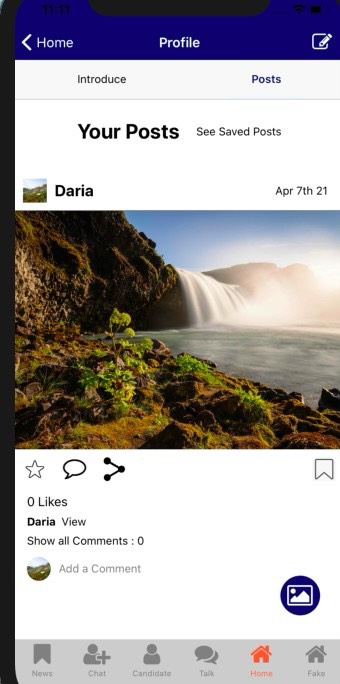 11:11
Home Profile
Introduce Posts
Your Posts See Saved Posts
Daria Apr 7th 21
0 Likes
Daria View
Show all Comments : 0
Add a Comment
News Chat Candidate Talk Home Fake